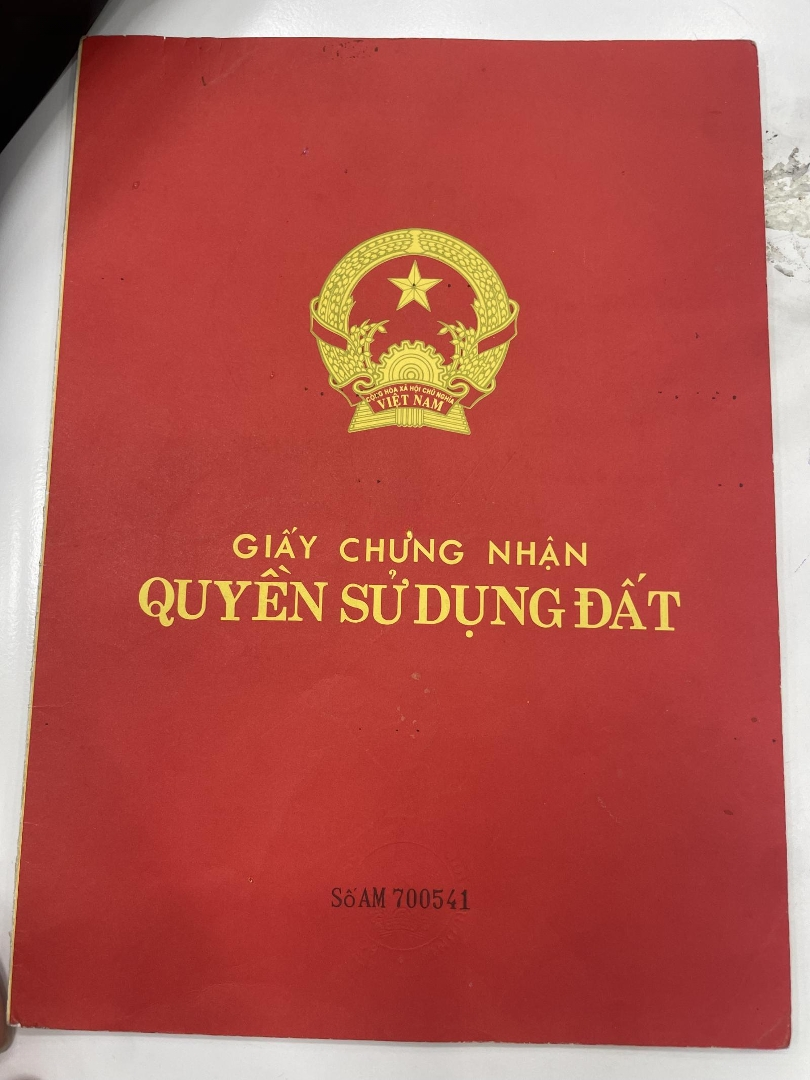 CỘNG HÒA XÃ HỘI CHỦ NGHĨA
VIỆT NAM
GIẤY CHỨNG NHẬN
QUYỀN SỬ DỤNG ĐẤT
Số AM 700541